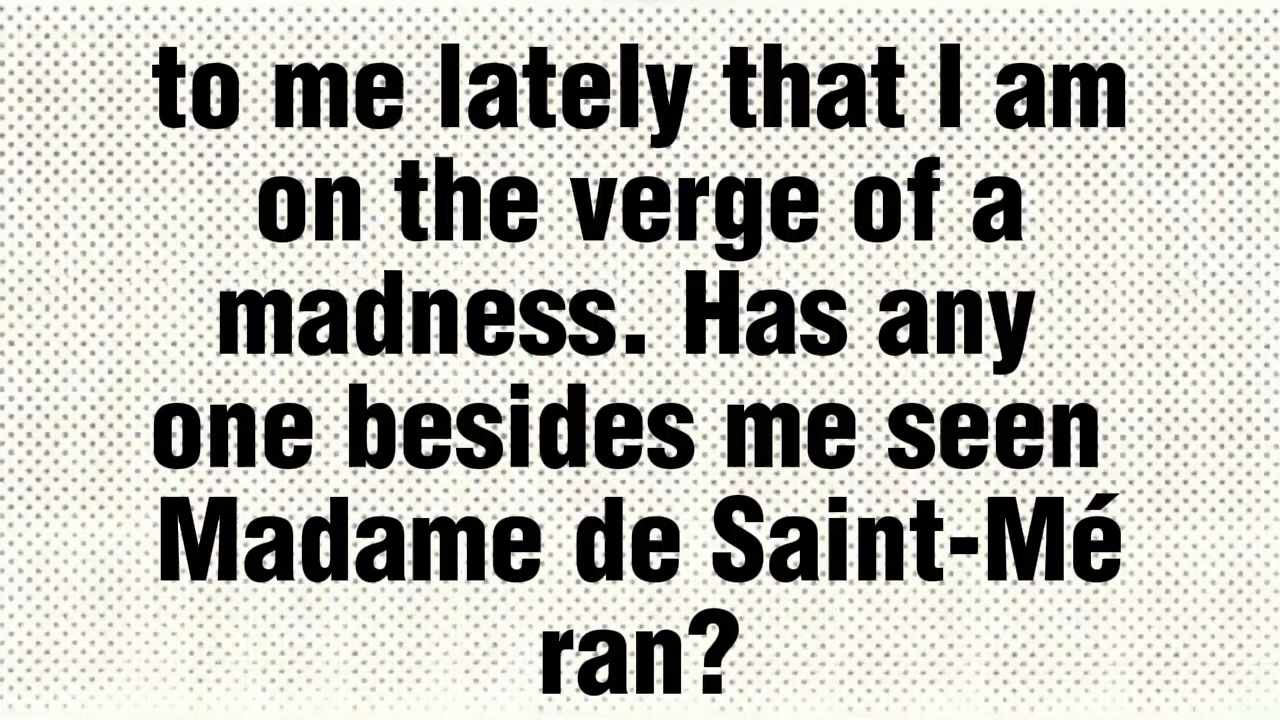 to me lately that I am
on the verge of a
madness. Has any
one besides me seen
Madame de Saint-Mé
ran?